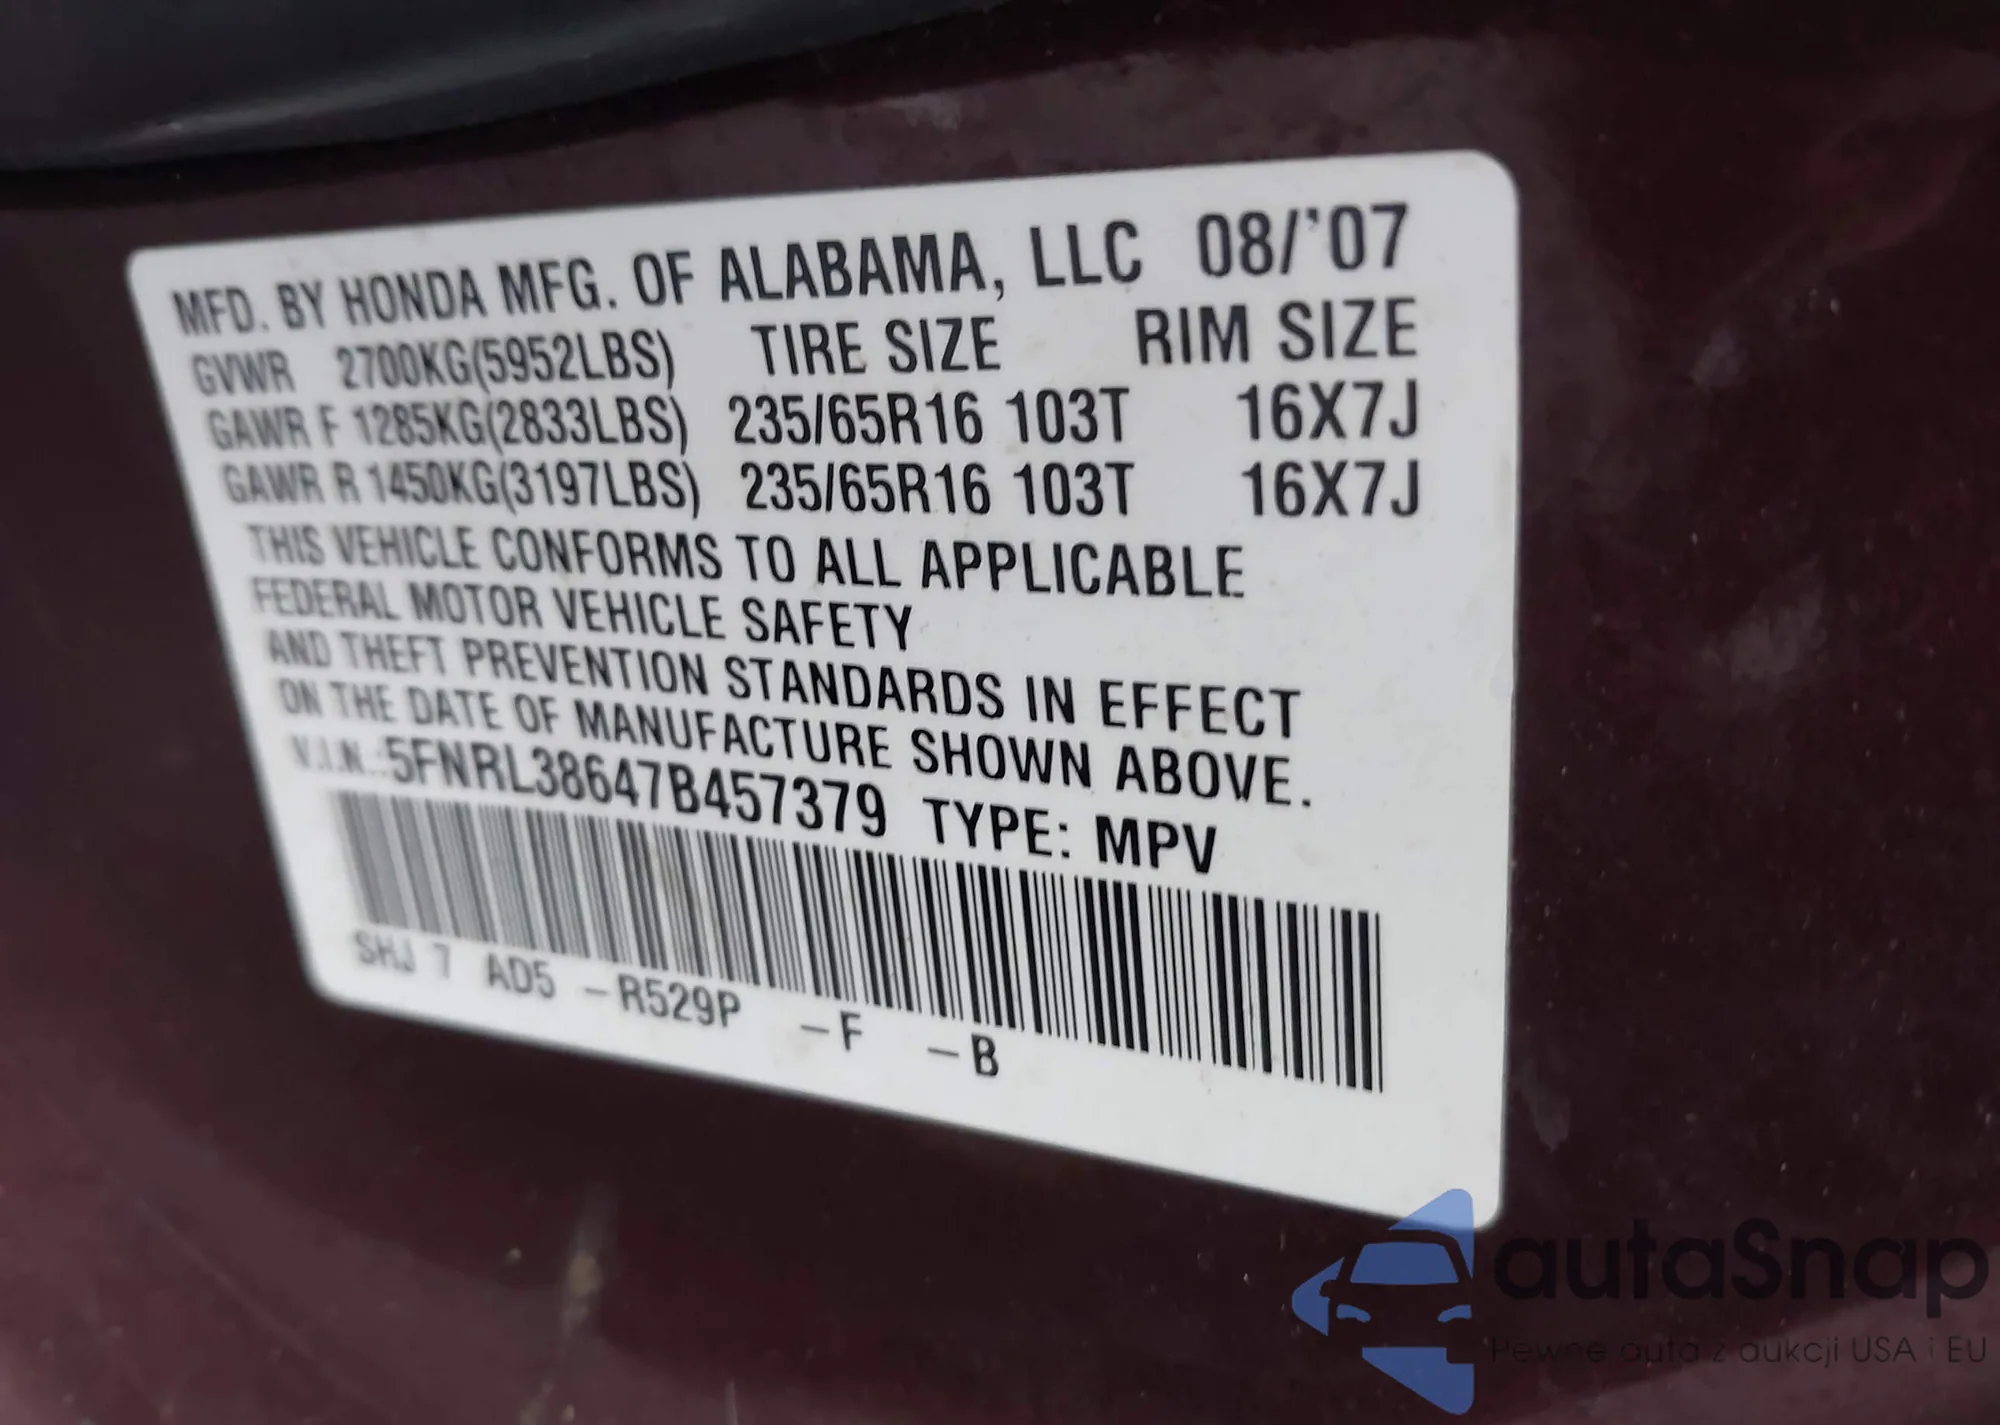 MFD. BY HONDA MFG. OF ALABAMA, LLC 08/'07
GVWR 2700KG(5952LBS) TIRE SIZE RIM SIZE
GAWR F 1285KG(2833LBS) 235/65R16 103T 16X7J
GAWR R 1450KG(3197LBS) 235/65R16 103T 16X7J
THIS VEHICLE CONFORMS TO ALL APPLICABLE
FEDERAL MOTOR VEHICLE SAFETY
AND THEFT PREVENTION STANDARDS IN EFFECT
ON THE DATE OF MANUFACTURE SHOWN ABOVE.
V.I.N.:5FNRL38647B457379 TYPE: MPV
SHJ 7 AD5 –R529P –F –B
autaSnap
Pewne auta z aukcji USA i EU